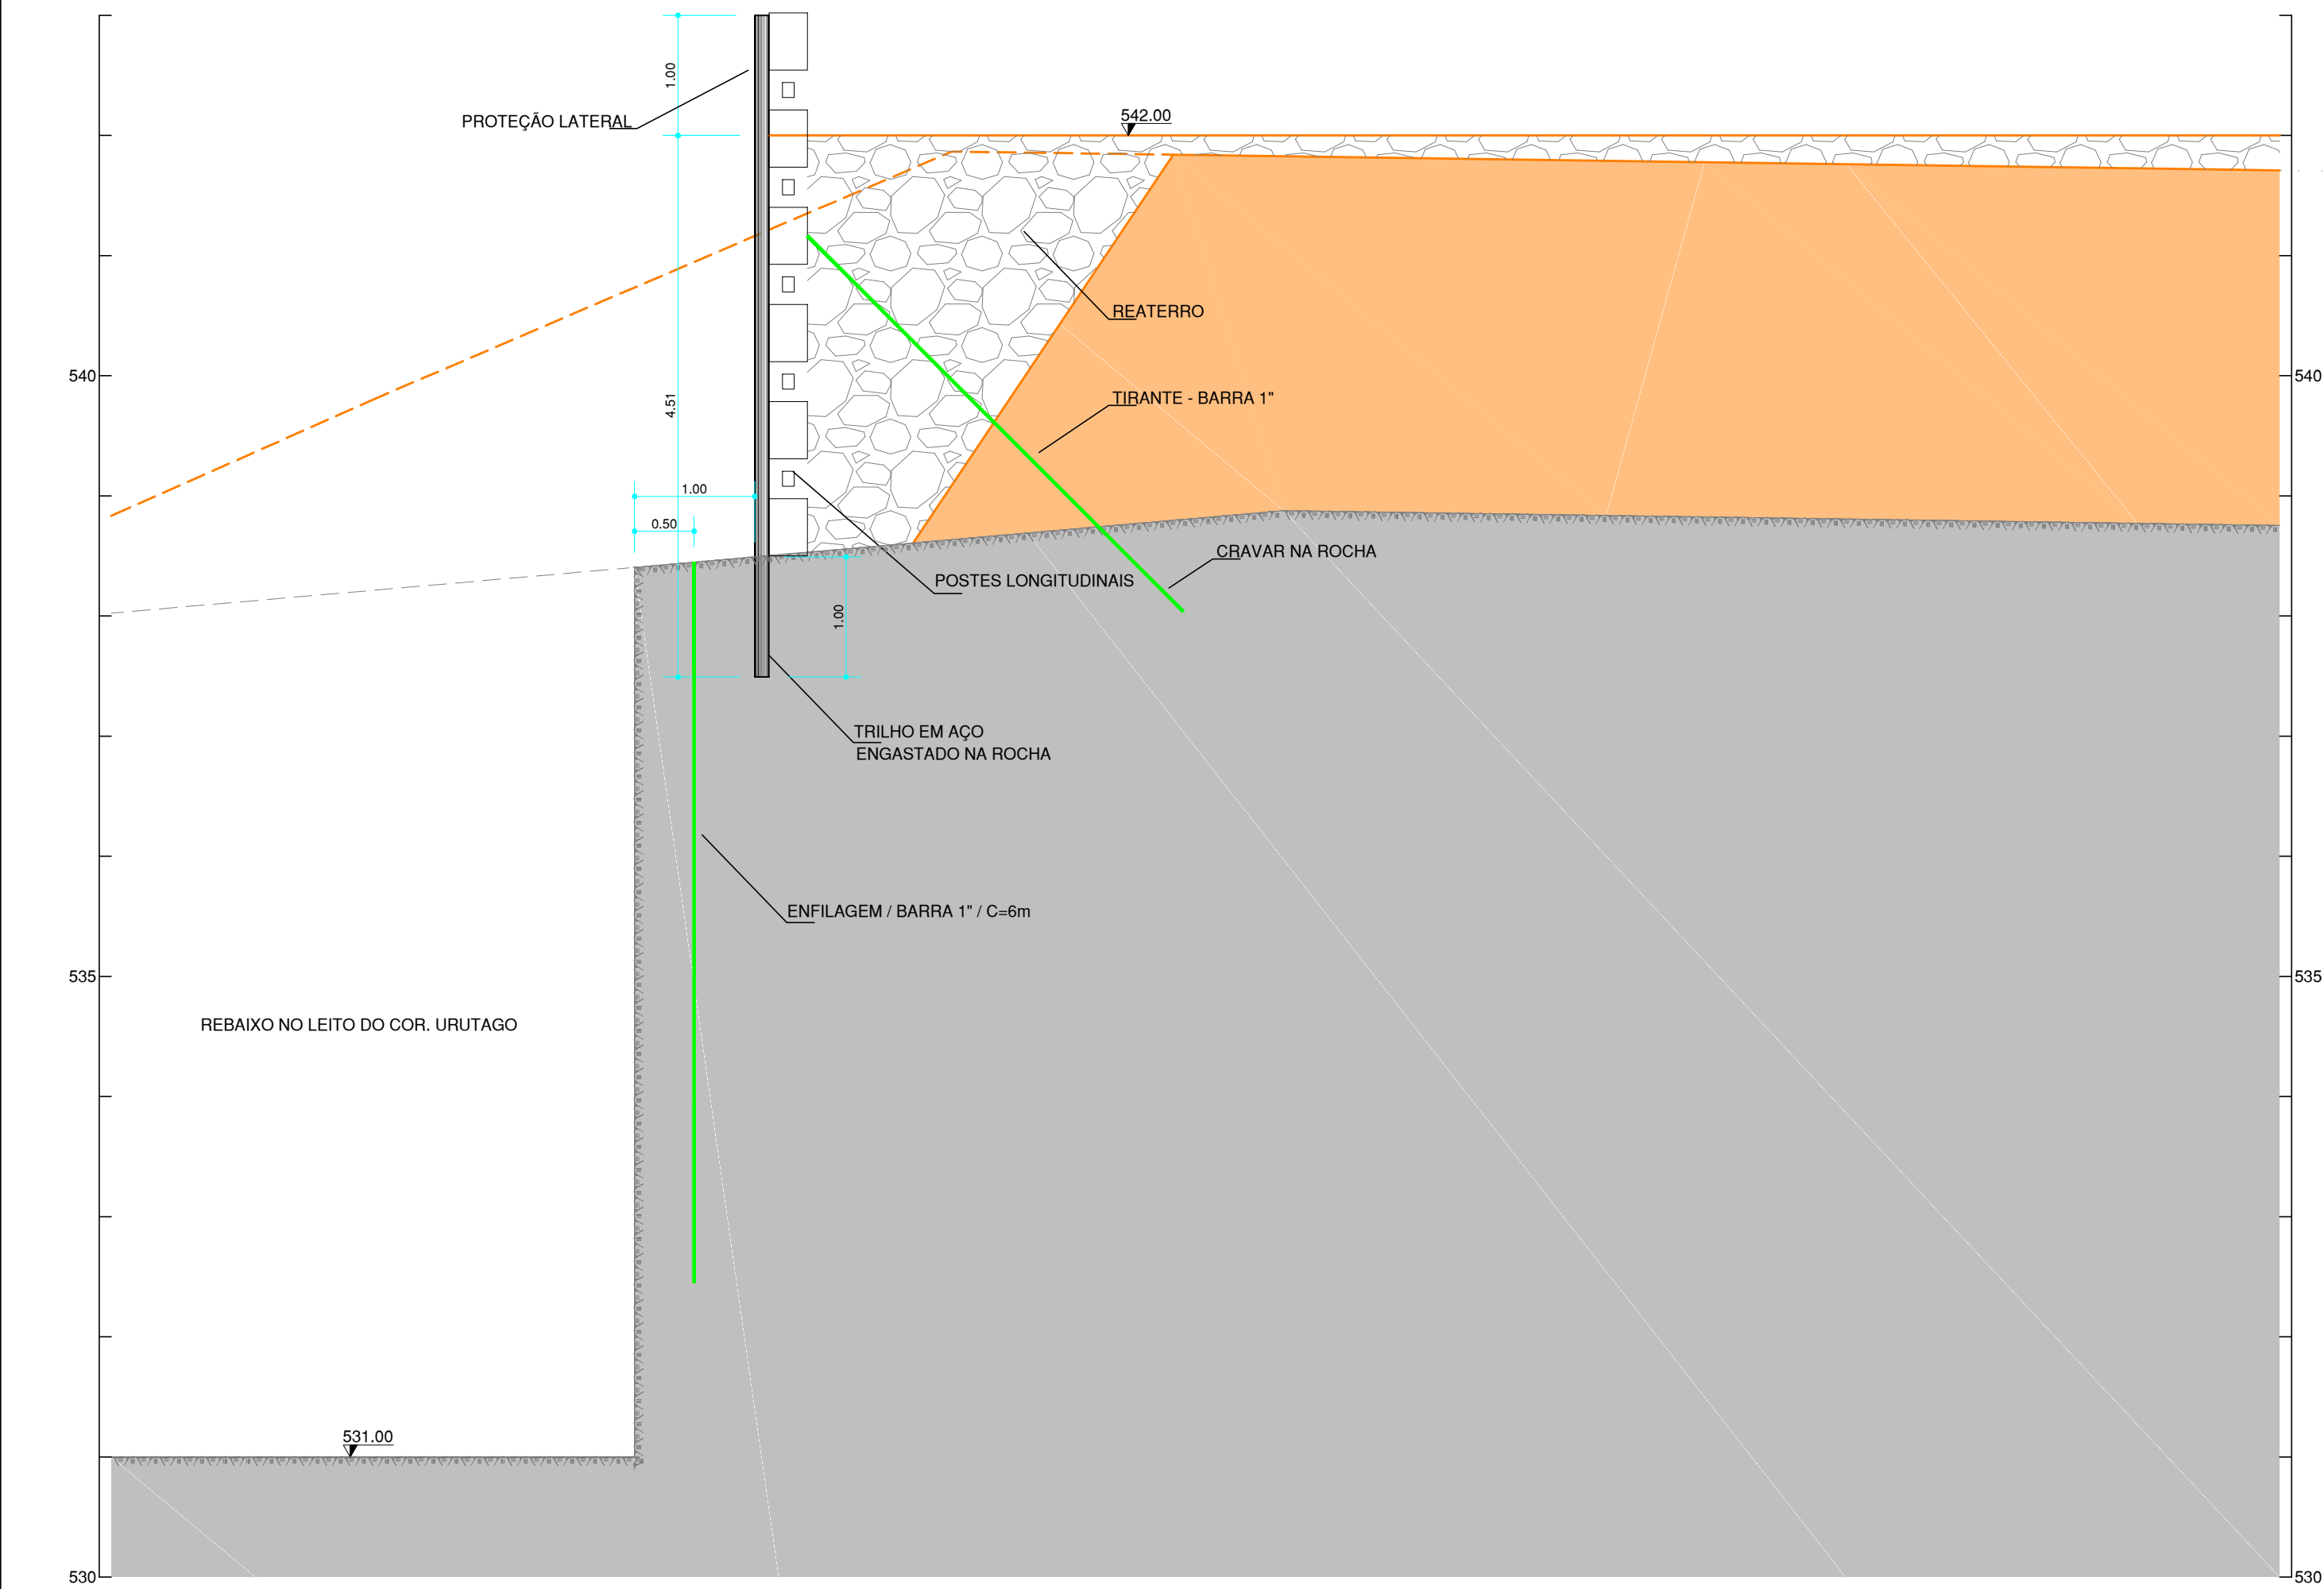 1.00
PROTEÇÃO LATERAL
542.00
REATERRO
540
540
TIRANTE - BARRA 1"
4.51
1.00
0.50
CRAVAR NA ROCHA
POSTES LONGITUDINAIS
1.00
TRILHO EM AÇO
ENGASTADO NA ROCHA
ENFILAGEM / BARRA 1" / C=6m
535
535
REBAIXO NO LEITO DO COR. URUTAGO
531.00
530
530